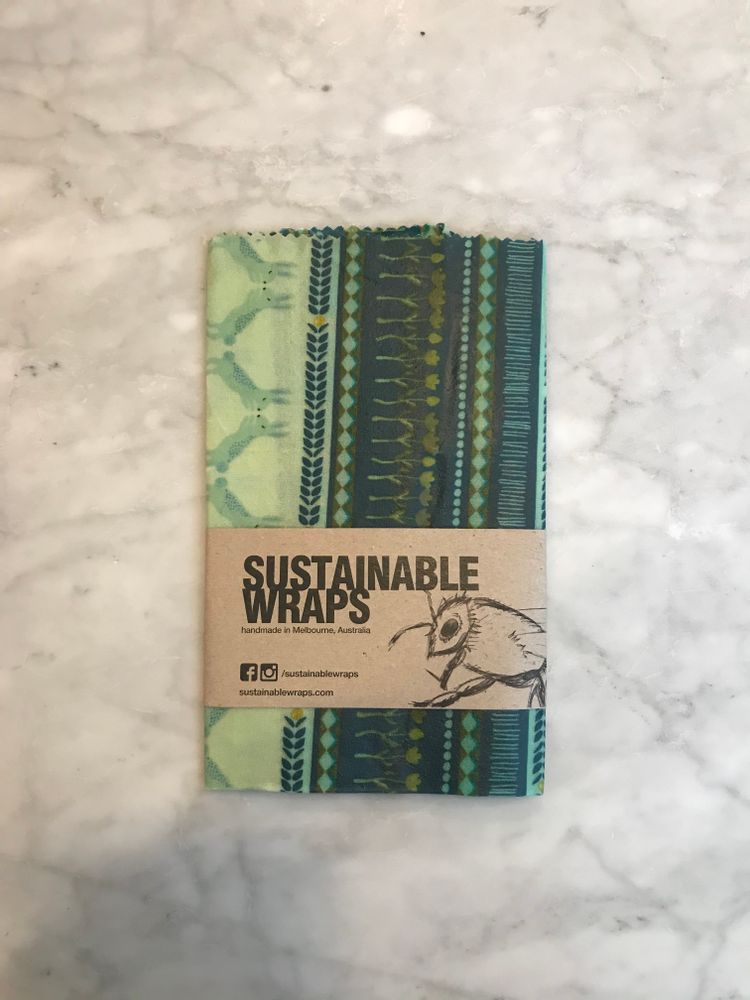 SUSTAINABLE
WRAPS
handmade in Melbourne, Australia
/sustainablewraps
sustainablewraps.com